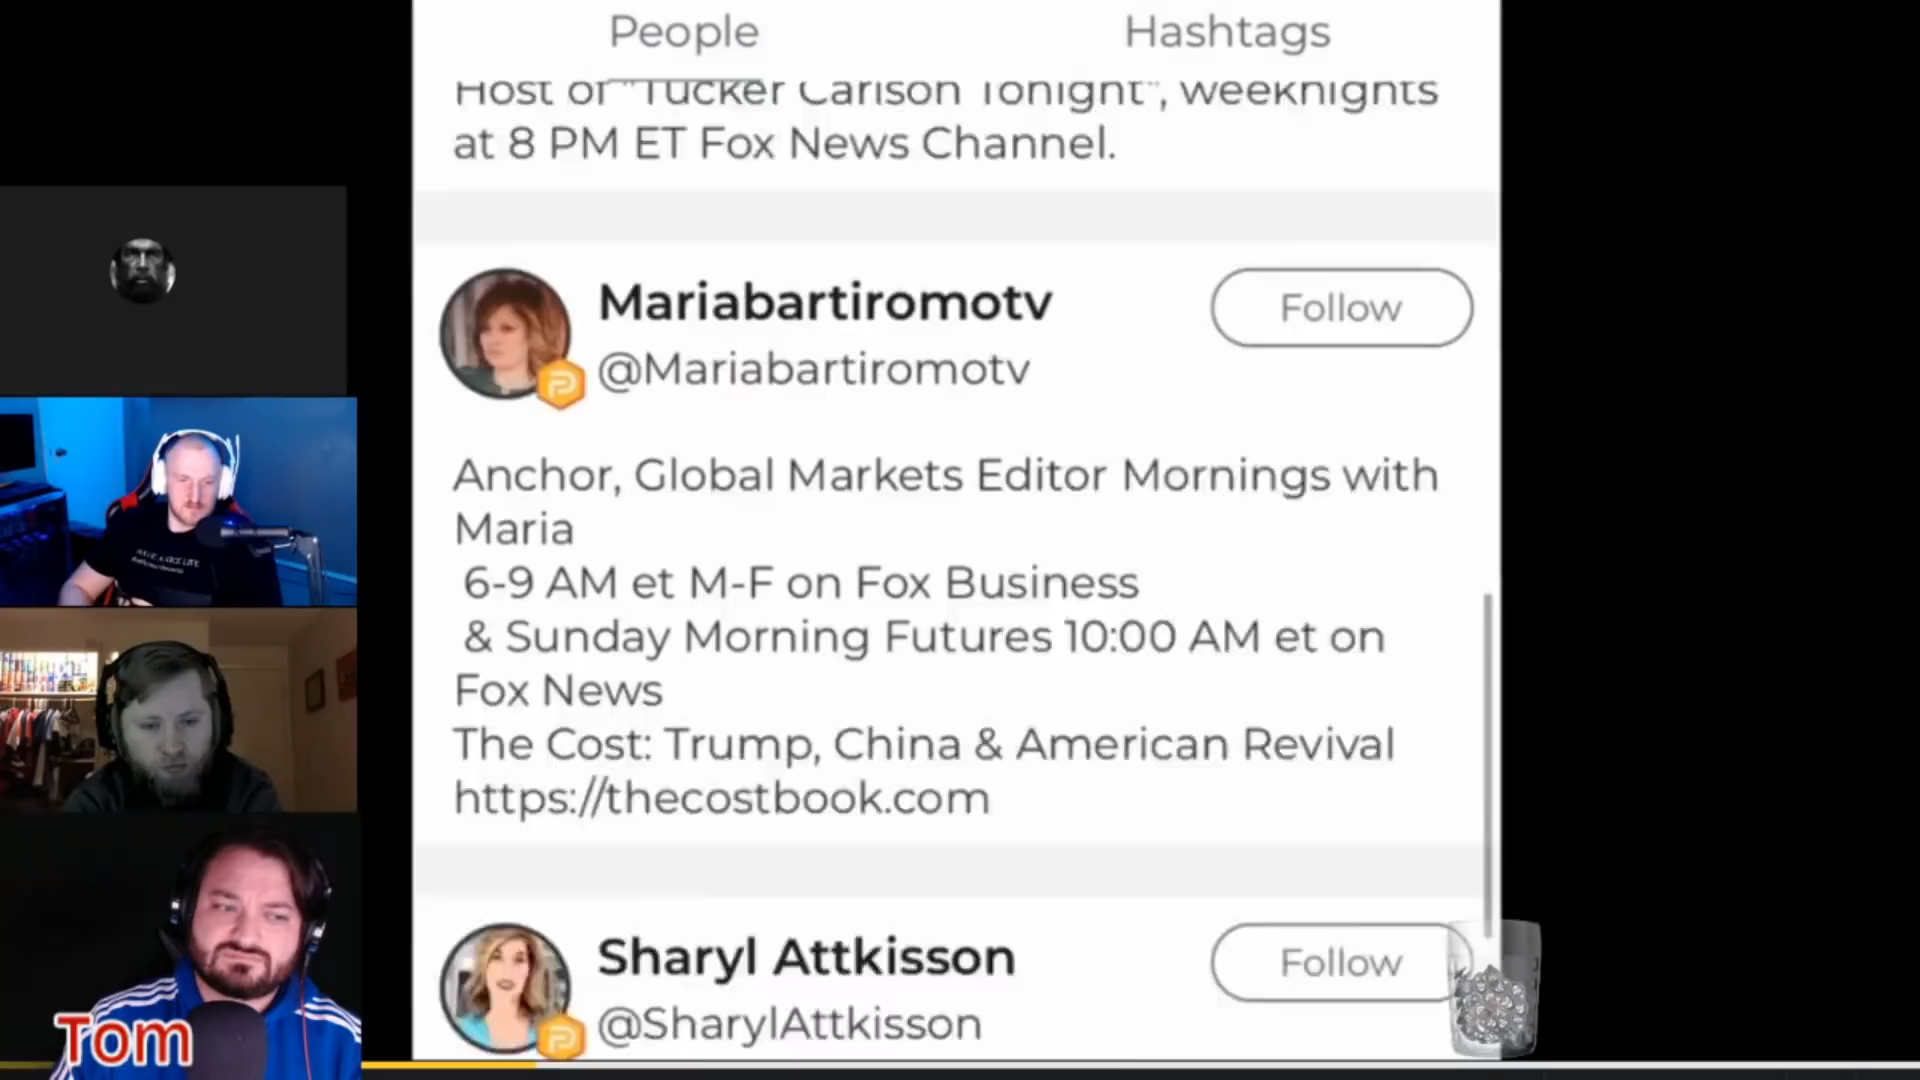 People
Hashtags
Host of "Tucker Carlson Tonight", weeknights
at 8 PM ET Fox News Channel.
Mariabartiromotv
Follow
@Mariabartiromotv
Anchor, Global Markets Editor Mornings with
Maria
6-9 AM et M-F on Fox Business
& Sunday Morning Futures 10:00 AM et on
Fox News
The Cost: Trump, China & American Revival
https://thecostbook.com
Sharyl Attkisson
Follow
@SharylAttkisson
Tom